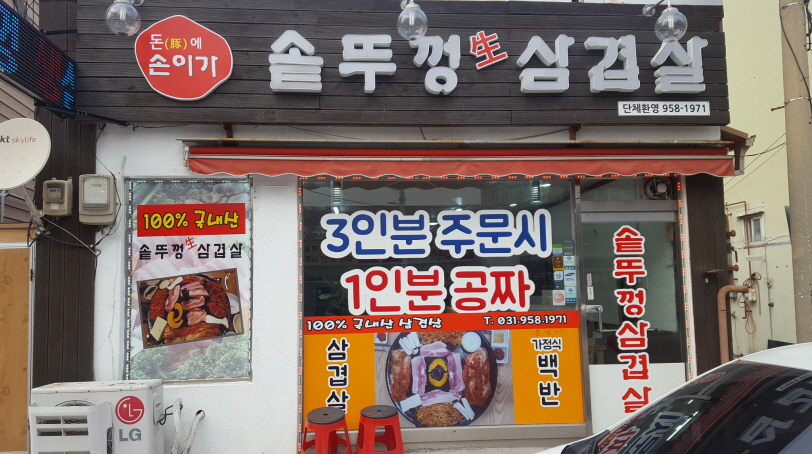 돈(豚)에
손이가
솥뚜껑生삼겹살
단체환영 958-1971
kt skylife
100% 국내산
솥뚜껑生삼겹살
3인분 주문시
1인분 공짜
100% 국내산 삼겹살 T. 031.958.1971
삼겹살
가정식
백반
솥뚜껑삼겹살
LG